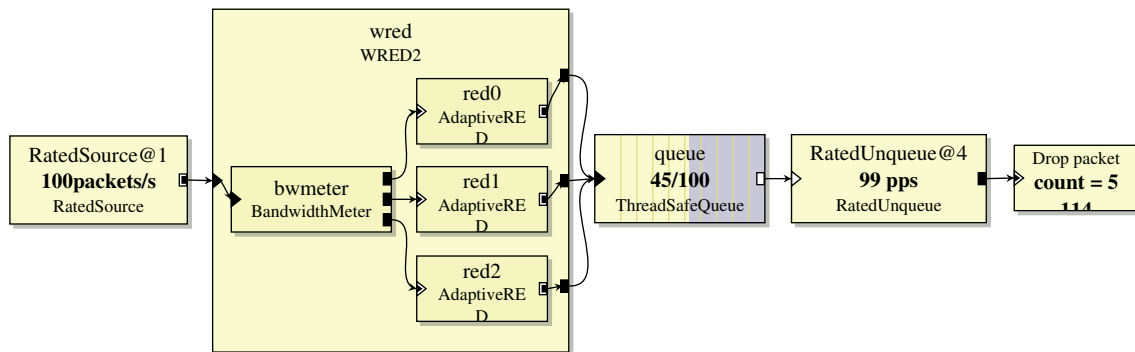 wred
WRED2
RatedSource@1
100packets/s
RatedSource
bwmeter
BandwidthMeter
red0
AdaptiveRE
D
red1
AdaptiveRE
D
red2
AdaptiveRE
D
queue
45/100
ThreadSafeQueue
RatedUnqueue@4
99 pps
RatedUnqueue
Drop packet
count = 5
114